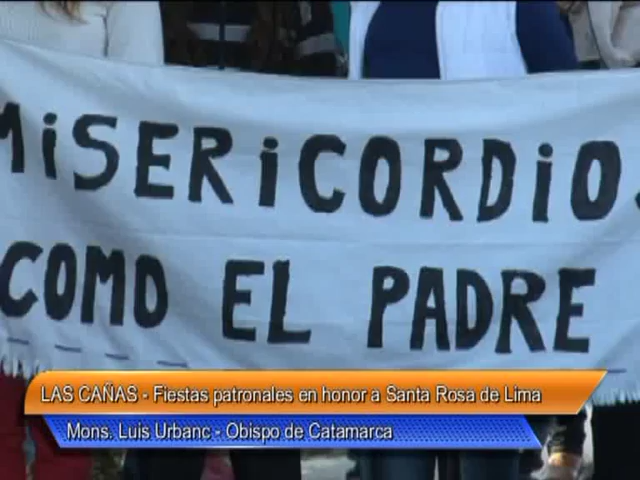 MiSERiCORDiOS
COMO EL PADRE
LAS CAÑAS - Fiestas patronales en honor a Santa Rosa de Lima
Mons. Luis Urbanc - Obispo de Catamarca